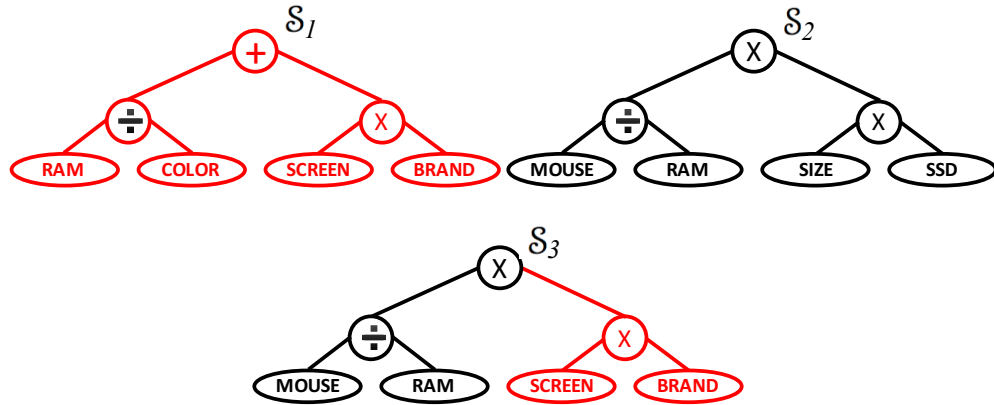 S1 S2
+ X
÷ X ÷ X
RAM COLOR SCREEN BRAND MOUSE RAM SIZE SSD
S3
X
÷ X
MOUSE RAM SCREEN BRAND